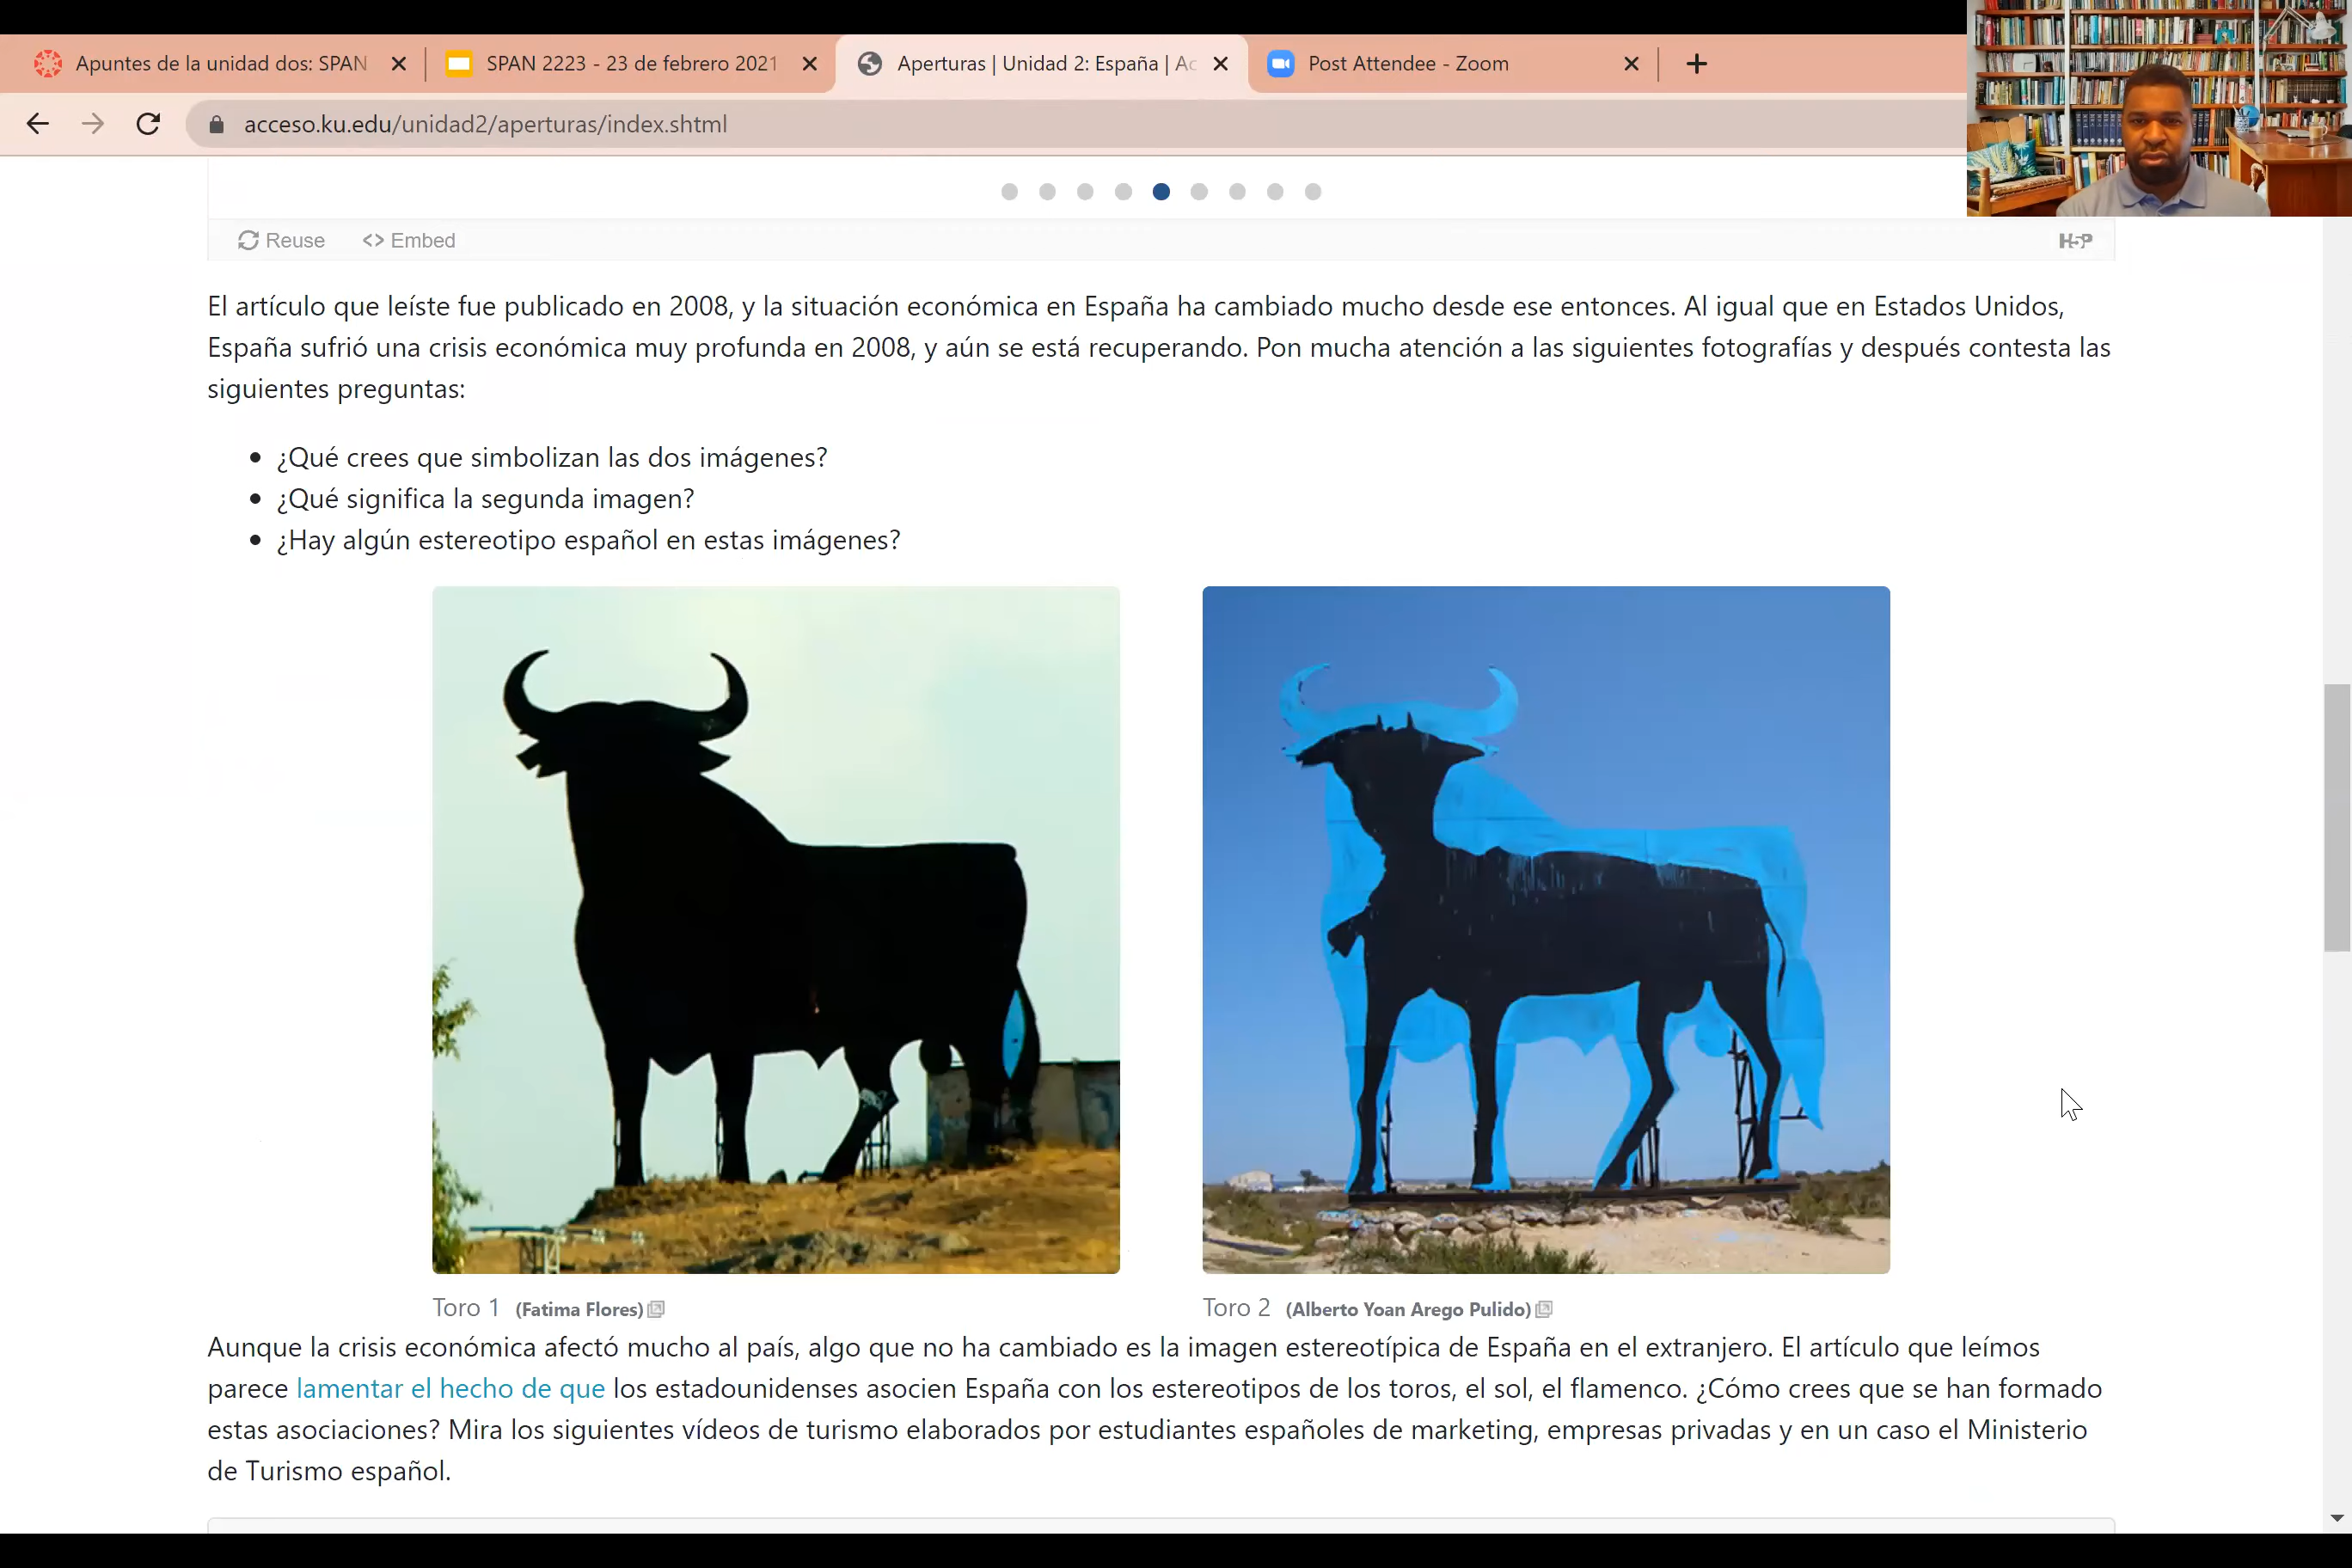 Apuntes de la unidad dos: SPAN
SPAN 2223 - 23 de febrero 2021
Aperturas | Unidad 2: España | Ac
Post Attendee - Zoom
acceso.ku.edu/unidad2/aperturas/index.shtml
Reuse <> Embed
H5P
El artículo que leíste fue publicado en 2008, y la situación económica en España ha cambiado mucho desde ese entonces. Al igual que en Estados Unidos,
España sufrió una crisis económica muy profunda en 2008, y aún se está recuperando. Pon mucha atención a las siguientes fotografías y después contesta las
siguientes preguntas:
• ¿Qué crees que simbolizan las dos imágenes?
• ¿Qué significa la segunda imagen?
• ¿Hay algún estereotipo español en estas imágenes?
Toro 1 (Fatima Flores)
Toro 2 (Alberto Yoan Arego Pulido)
Aunque la crisis económica afectó mucho al país, algo que no ha cambiado es la imagen estereotípica de España en el extranjero. El artículo que leímos
parece lamentar el hecho de que los estadounidenses asocien España con los estereotipos de los toros, el sol, el flamenco. ¿Cómo crees que se han formado
estas asociaciones? Mira los siguientes vídeos de turismo elaborados por estudiantes españoles de marketing, empresas privadas y en un caso el Ministerio
de Turismo español.